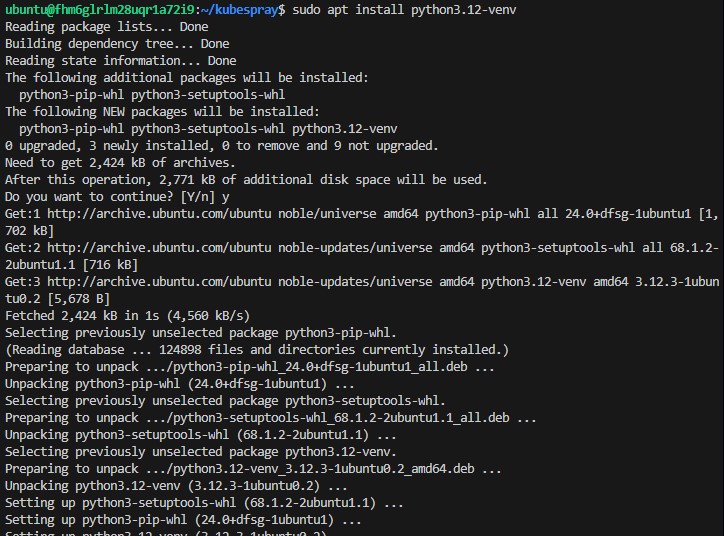 ubuntu@fhm6glrlm28uqr1a72i9:~/kubespray$ sudo apt install python3.12-venv
Reading package lists... Done
Building dependency tree... Done
Reading state information... Done
The following additional packages will be installed:
  python3-pip-whl python3-setuptools-whl
The following NEW packages will be installed:
  python3-pip-whl python3-setuptools-whl python3.12-venv
0 upgraded, 3 newly installed, 0 to remove and 9 not upgraded.
Need to get 2,424 kB of archives.
After this operation, 2,771 kB of additional disk space will be used.
Do you want to continue? [Y/n] y
Get:1 http://archive.ubuntu.com/ubuntu noble/universe amd64 python3-pip-whl all 24.0+dfsg-1ubuntu1 [1,
702 kB]
Get:2 http://archive.ubuntu.com/ubuntu noble-updates/universe amd64 python3-setuptools-whl all 68.1.2-
2ubuntu1.1 [716 kB]
Get:3 http://archive.ubuntu.com/ubuntu noble-updates/universe amd64 python3.12-venv amd64 3.12.3-1ubun
tu0.2 [5,678 B]
Fetched 2,424 kB in 1s (4,560 kB/s)
Selecting previously unselected package python3-pip-whl.
(Reading database ... 124898 files and directories currently installed.)
Preparing to unpack .../python3-pip-whl_24.0+dfsg-1ubuntu1_all.deb ...
Unpacking python3-pip-whl (24.0+dfsg-1ubuntu1) ...
Selecting previously unselected package python3-setuptools-whl.
Preparing to unpack .../python3-setuptools-whl_68.1.2-2ubuntu1.1_all.deb ...
Unpacking python3-setuptools-whl (68.1.2-2ubuntu1.1) ...
Selecting previously unselected package python3.12-venv.
Preparing to unpack .../python3.12-venv_3.12.3-1ubuntu0.2_amd64.deb ...
Unpacking python3.12-venv (3.12.3-1ubuntu0.2) ...
Setting up python3-setuptools-whl (68.1.2-2ubuntu1.1) ...
Setting up python3-pip-whl (24.0+dfsg-1ubuntu1) ...
Setting up python3.12-venv (3.12.3-1ubuntu0.2)